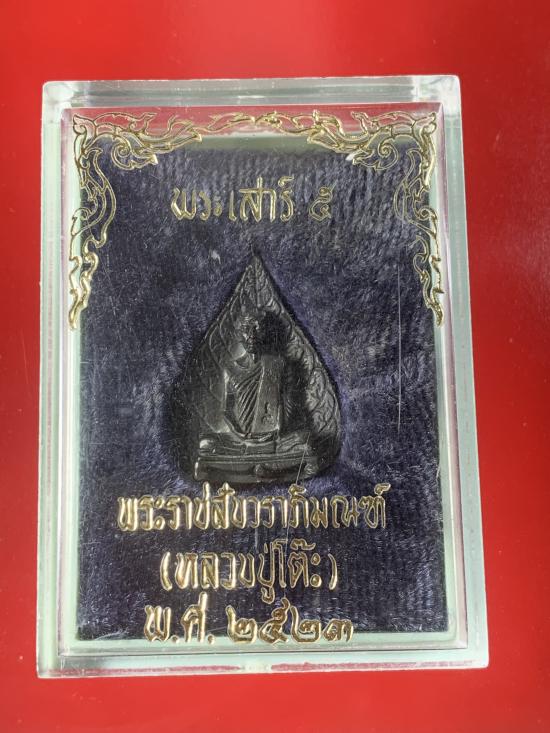 พระเสาร์ ๕
พระราชสังวราภิมณฑ์
(หลวงปู่โต๊ะ)
พ.ศ. ๒๕๒๓